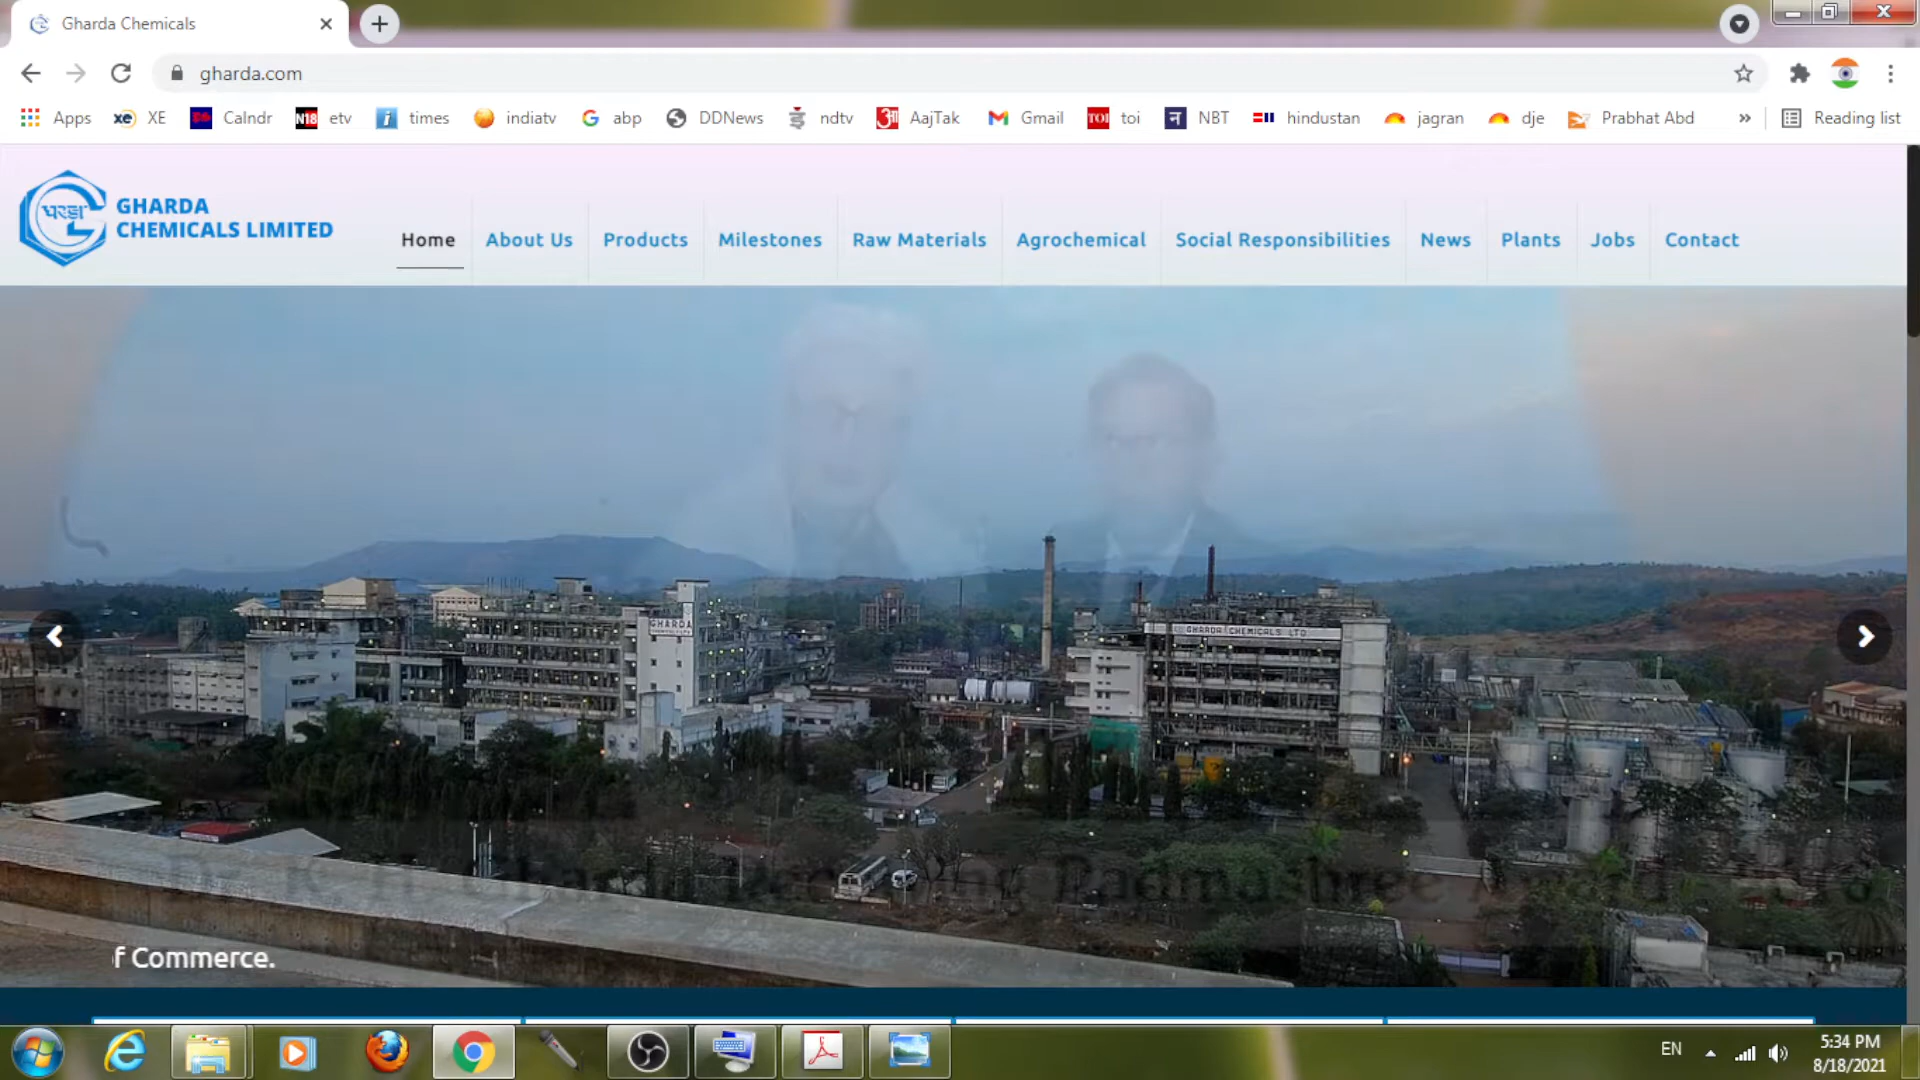 Gharda Chemicals
gharda.com
Apps XE Calndr etv times indiatv abp DDNews ndtv AajTak Gmail toi NBT hindustan jagran dje Prabhat Abd » Reading list
घरडा GHARDA
CHEMICALS LIMITED
Home About Us Products Milestones Raw Materials Agrochemical Social Responsibilities News Plants Jobs Contact
GHARDA
GHARDA CHEMICALS LTD
f Commerce.
EN
5:34 PM
8/18/2021